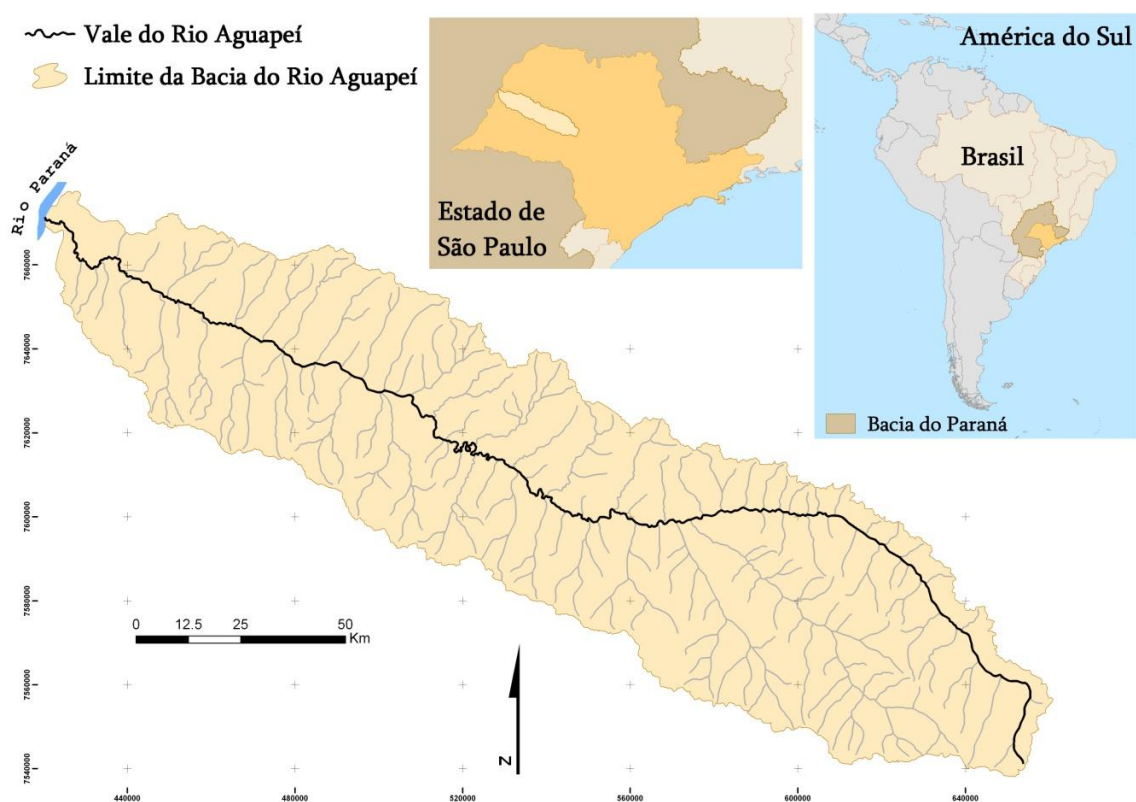 Vale do Rio Aguapeí
Limite da Bacia do Rio Aguapeí
Estado de
São Paulo
América do Sul
Brasil
Bacia do Paraná
Rio Paraná
7660000
7640000
7620000
7600000
7580000
7560000
7540000
0 12.5 25 50
Km
N
440000 480000 520000 560000 600000 640000